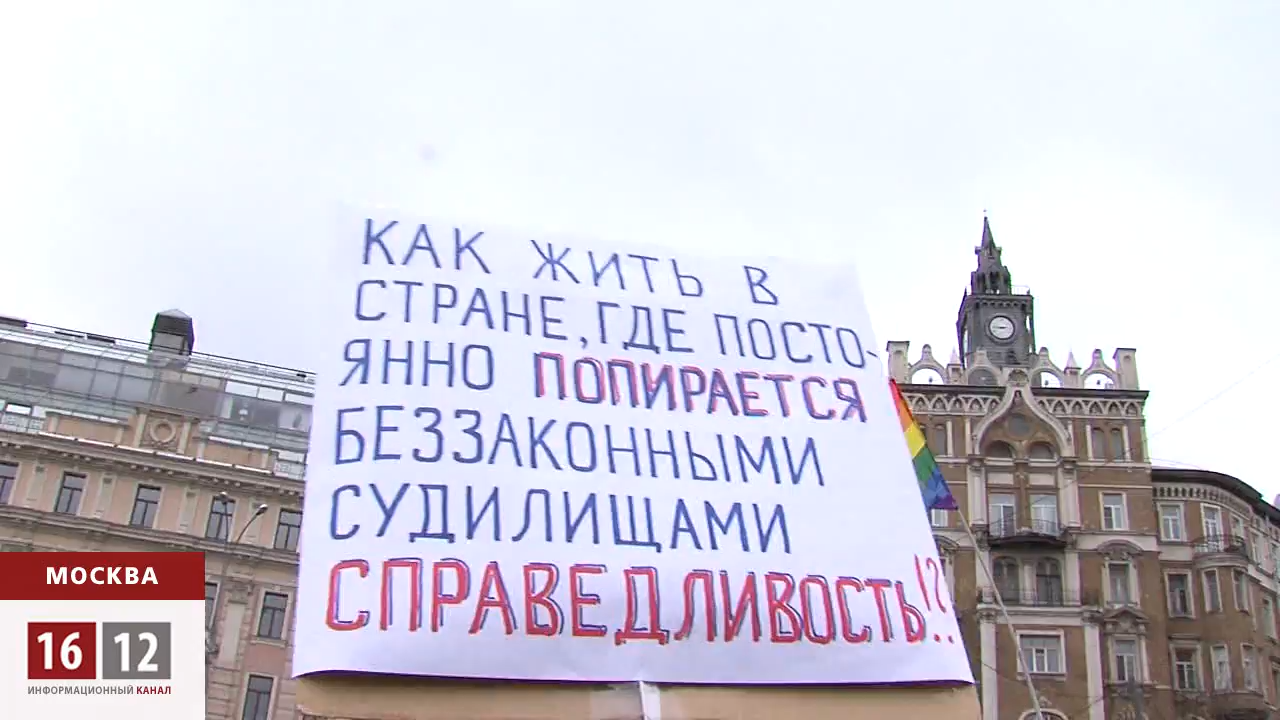 КАК ЖИТЬ В
СТРАНЕ, ГДЕ ПОСТО-
ЯННО ПОПИРАЕТСЯ
БЕЗЗАКОННЫМИ
СУДИЛИЩАМИ
СПРАВЕДЛИВОСТЬ!?
МОСКВА
16 12
ИНФОРМАЦИОННЫЙ КАНАЛ